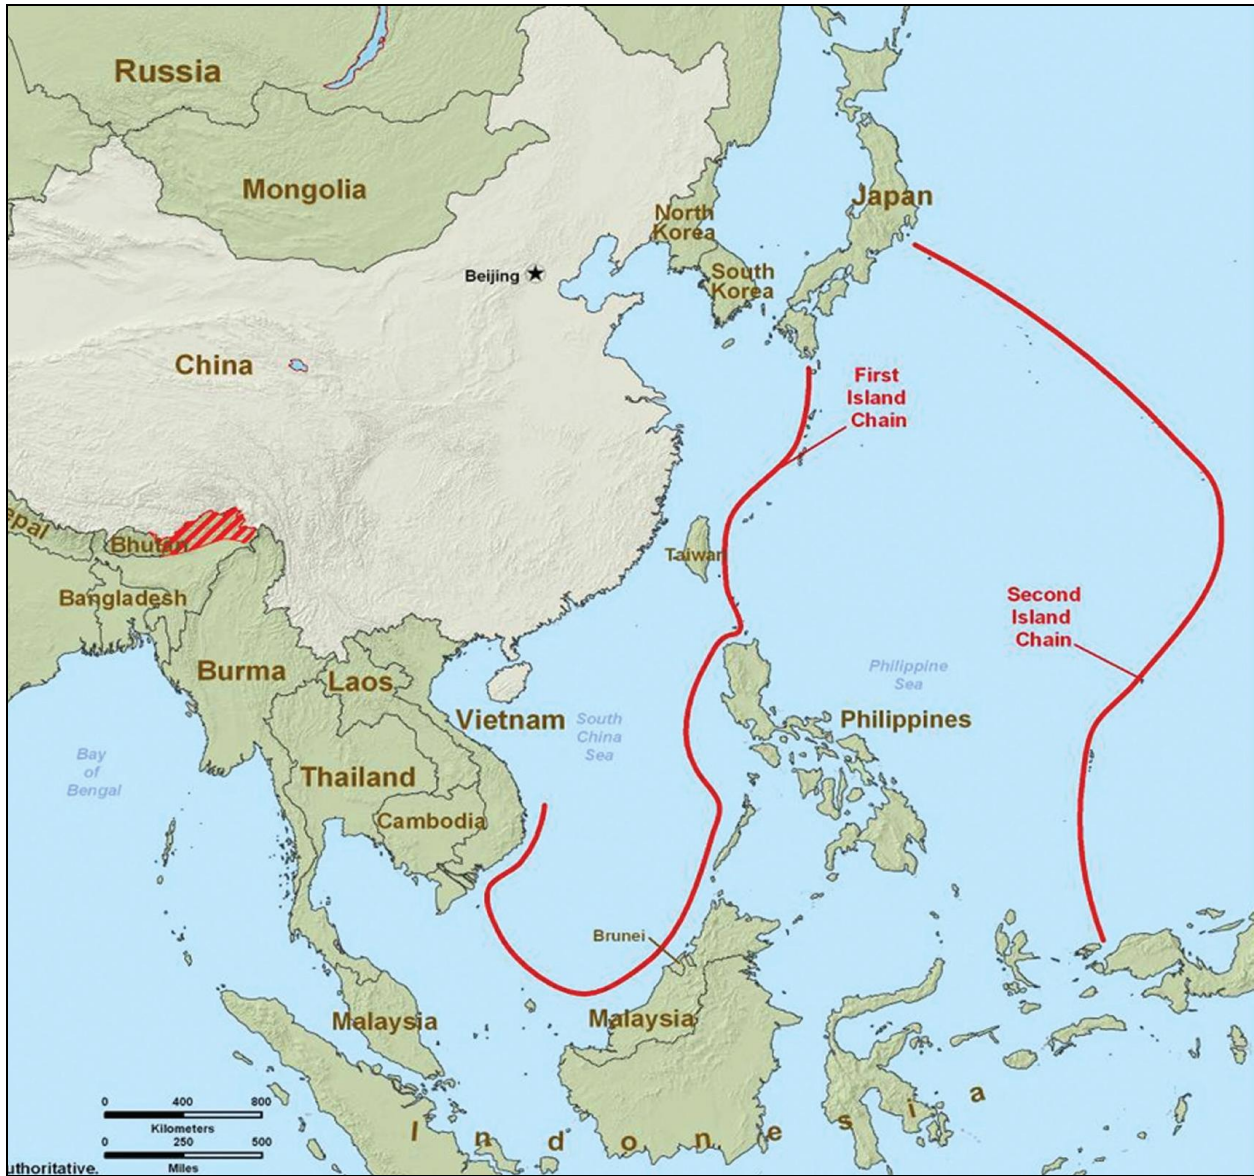 Russia
Mongolia
Japan
North
Korea
Beijing
South
Korea
China
First
Island
Chain
epal
Bhutan
Taiwan
Bangladesh
Second
Island
Chain
Burma
Laos
Philippine
Sea
Vietnam
South
China
Sea
Philippines
Bay
of
Bengal
Thailand
Cambodia
Brunei
Malaysia
Malaysia
Indonesia
0 400 800
Kilometers
0 250 500
Miles
uthoritative.